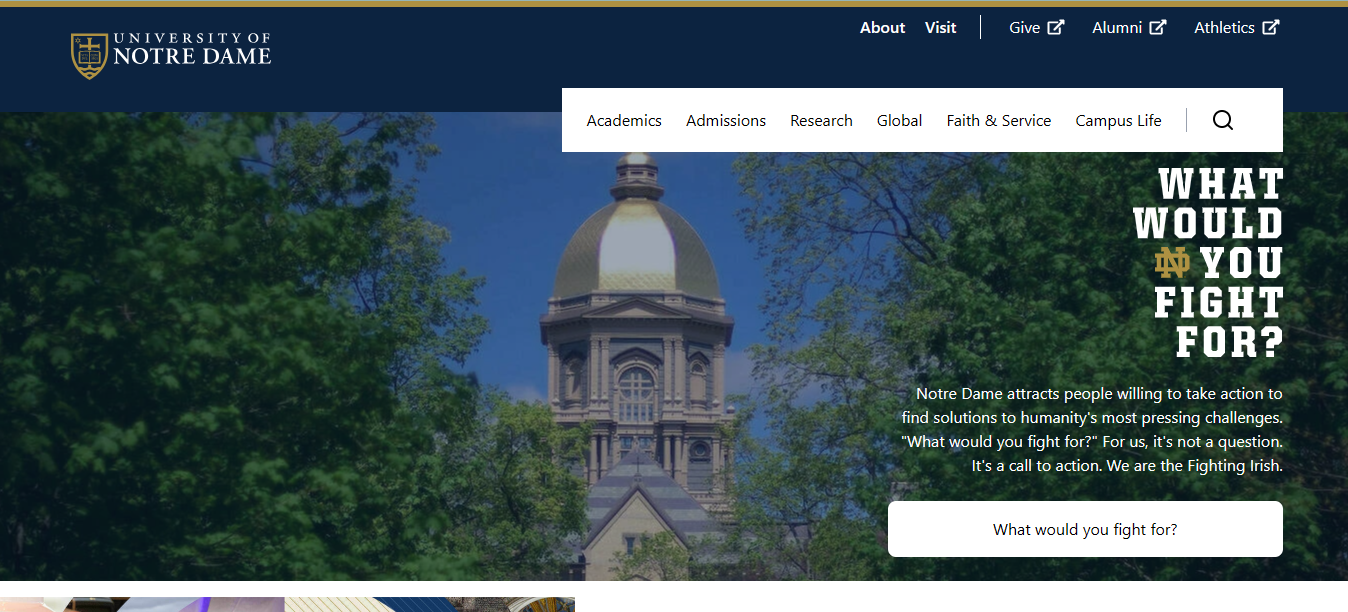 UNIVERSITY OF
NOTRE DAME
About Visit Give Alumni Athletics
Academics Admissions Research Global Faith & Service Campus Life
WHAT
WOULD
ND YOU
FIGHT
FOR?
Notre Dame attracts people willing to take action to
find solutions to humanity's most pressing challenges.
"What would you fight for?" For us, it's not a question.
It's a call to action. We are the Fighting Irish.
What would you fight for?